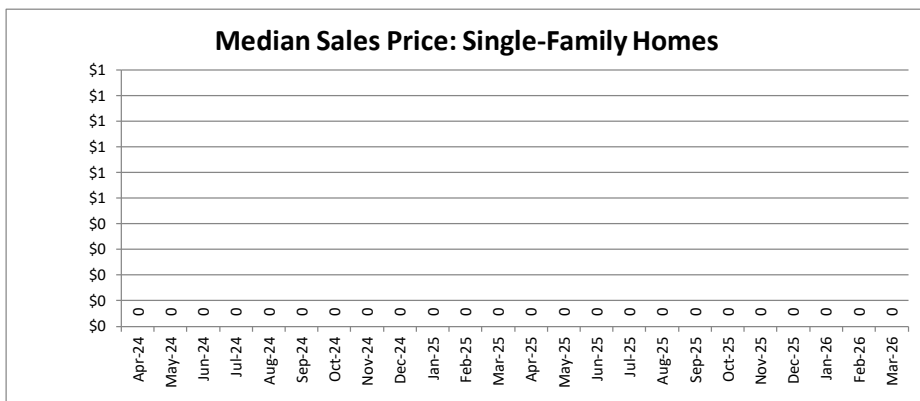 Median Sales Price: Single-Family Homes
$1
$1
$1
$1
$1
$1
$0
$0
$0
$0
$0
0 0 0 0 0 0 0 0 0 0 0 0 0 0 0 0 0 0 0 0 0 0 0 0
Apr-24
May-24
Jun-24
Jul-24
Aug-24
Sep-24
Oct-24
Nov-24
Dec-24
Jan-25
Feb-25
Mar-25
Apr-25
May-25
Jun-25
Jul-25
Aug-25
Sep-25
Oct-25
Nov-25
Dec-25
Jan-26
Feb-26
Mar-26